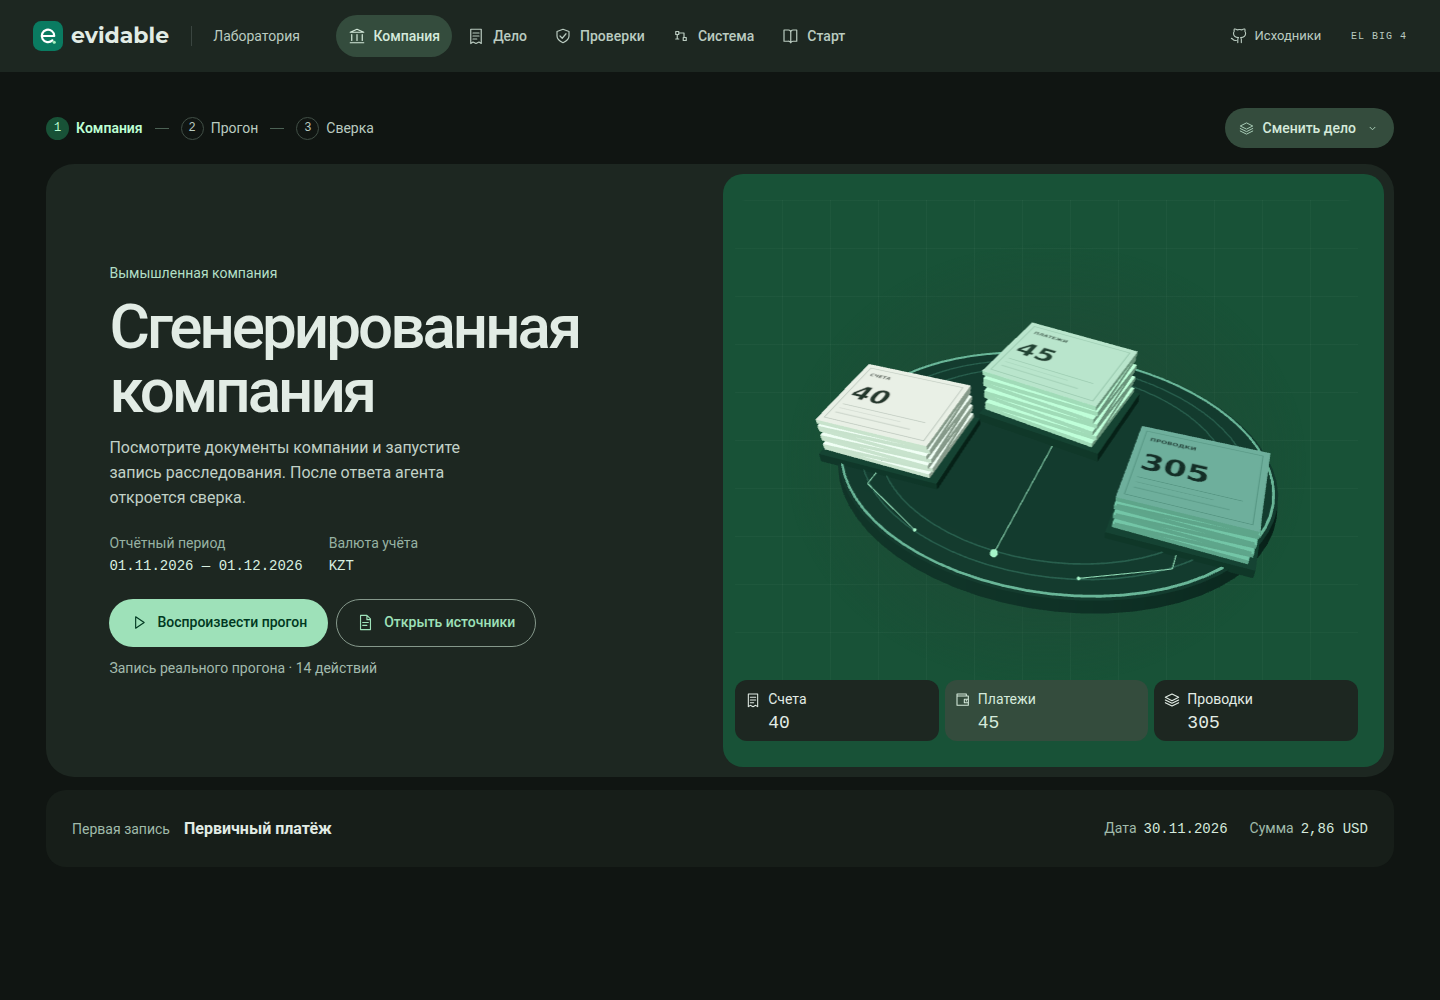 evidable
Лаборатория
Компания
Дело
Проверки
Система
Старт
Исходники
EL BIG 4
1 Компания — 2 Прогон — 3 Сверка
Сменить дело
Вымышленная компания
Сгенерированная
компания
Посмотрите документы компании и запустите
запись расследования. После ответа агента
откроется сверка.
Отчётный период
01.11.2026 — 01.12.2026
Валюта учёта
KZT
Воспроизвести прогон
Открыть источники
Запись реального прогона · 14 действий
СЧЕТА
40
ПЛАТЕЖИ
45
ПРОВОДКИ
305
Счета
40
Платежи
45
Проводки
305
Первая запись Первичный платёж
Дата 30.11.2026 Сумма 2,86 USD